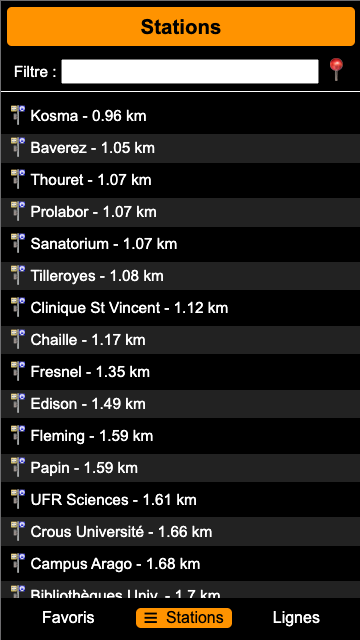 Stations
Filtre :
Kosma - 0.96 km
Baverez - 1.05 km
Thouret - 1.07 km
Prolabor - 1.07 km
Sanatorium - 1.07 km
Tilleroyes - 1.08 km
Clinique St Vincent - 1.12 km
Chaille - 1.17 km
Fresnel - 1.35 km
Edison - 1.49 km
Fleming - 1.59 km
Papin - 1.59 km
UFR Sciences - 1.61 km
Crous Université - 1.66 km
Campus Arago - 1.68 km
Bibliothèques Univ. - 1.7 km
Favoris Stations Lignes